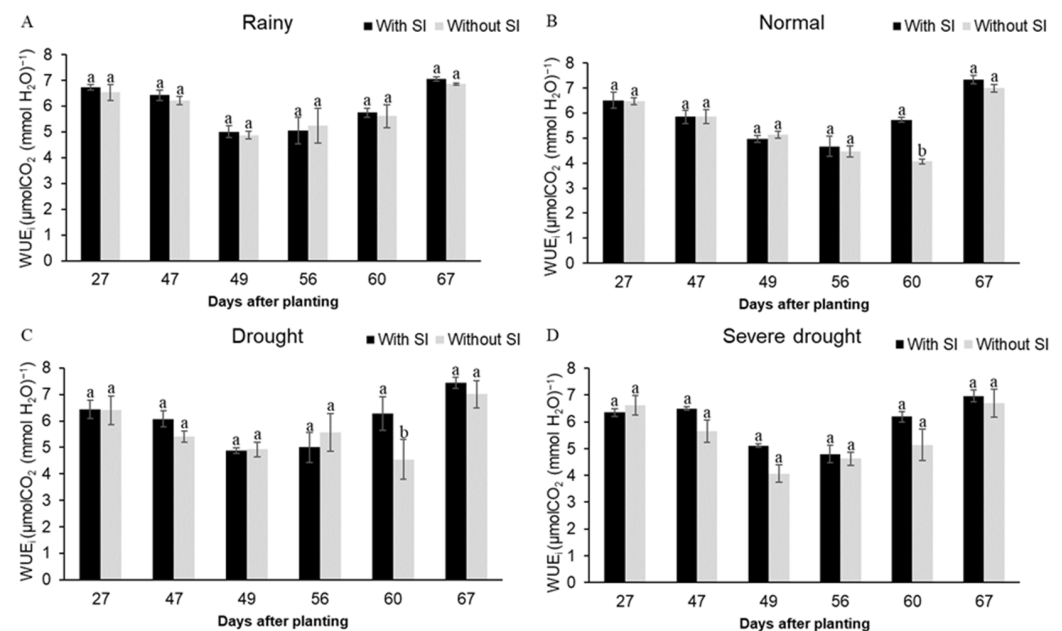 A
Rainy
With SI Without SI
WUEᵢ (µmolCO₂ (mmol H₂O)⁻¹
8
7
6
5
4
3
2
1
0
a a a a a a a a a a a a
27 47 49 56 60 67
Days after planting
B
Normal
With SI Without SI
WUEᵢ (µmolCO₂ (mmol H₂O)⁻¹
8
7
6
5
4
3
2
1
0
a a a a a a a a a b a a
27 47 49 56 60 67
Days after planting
C
Drought
With SI Without SI
WUEᵢ (µmolCO₂ (mmol H₂O)⁻¹
8
7
6
5
4
3
2
1
0
a a a a a a a a a b a a
27 47 49 56 60 67
Days after planting
D
Severe drought
With SI Without SI
WUEᵢ (µmolCO₂ (mmol H₂O)⁻¹
8
7
6
5
4
3
2
1
0
a a a a a a a a a a a a
27 47 49 56 60 67
Days after planting